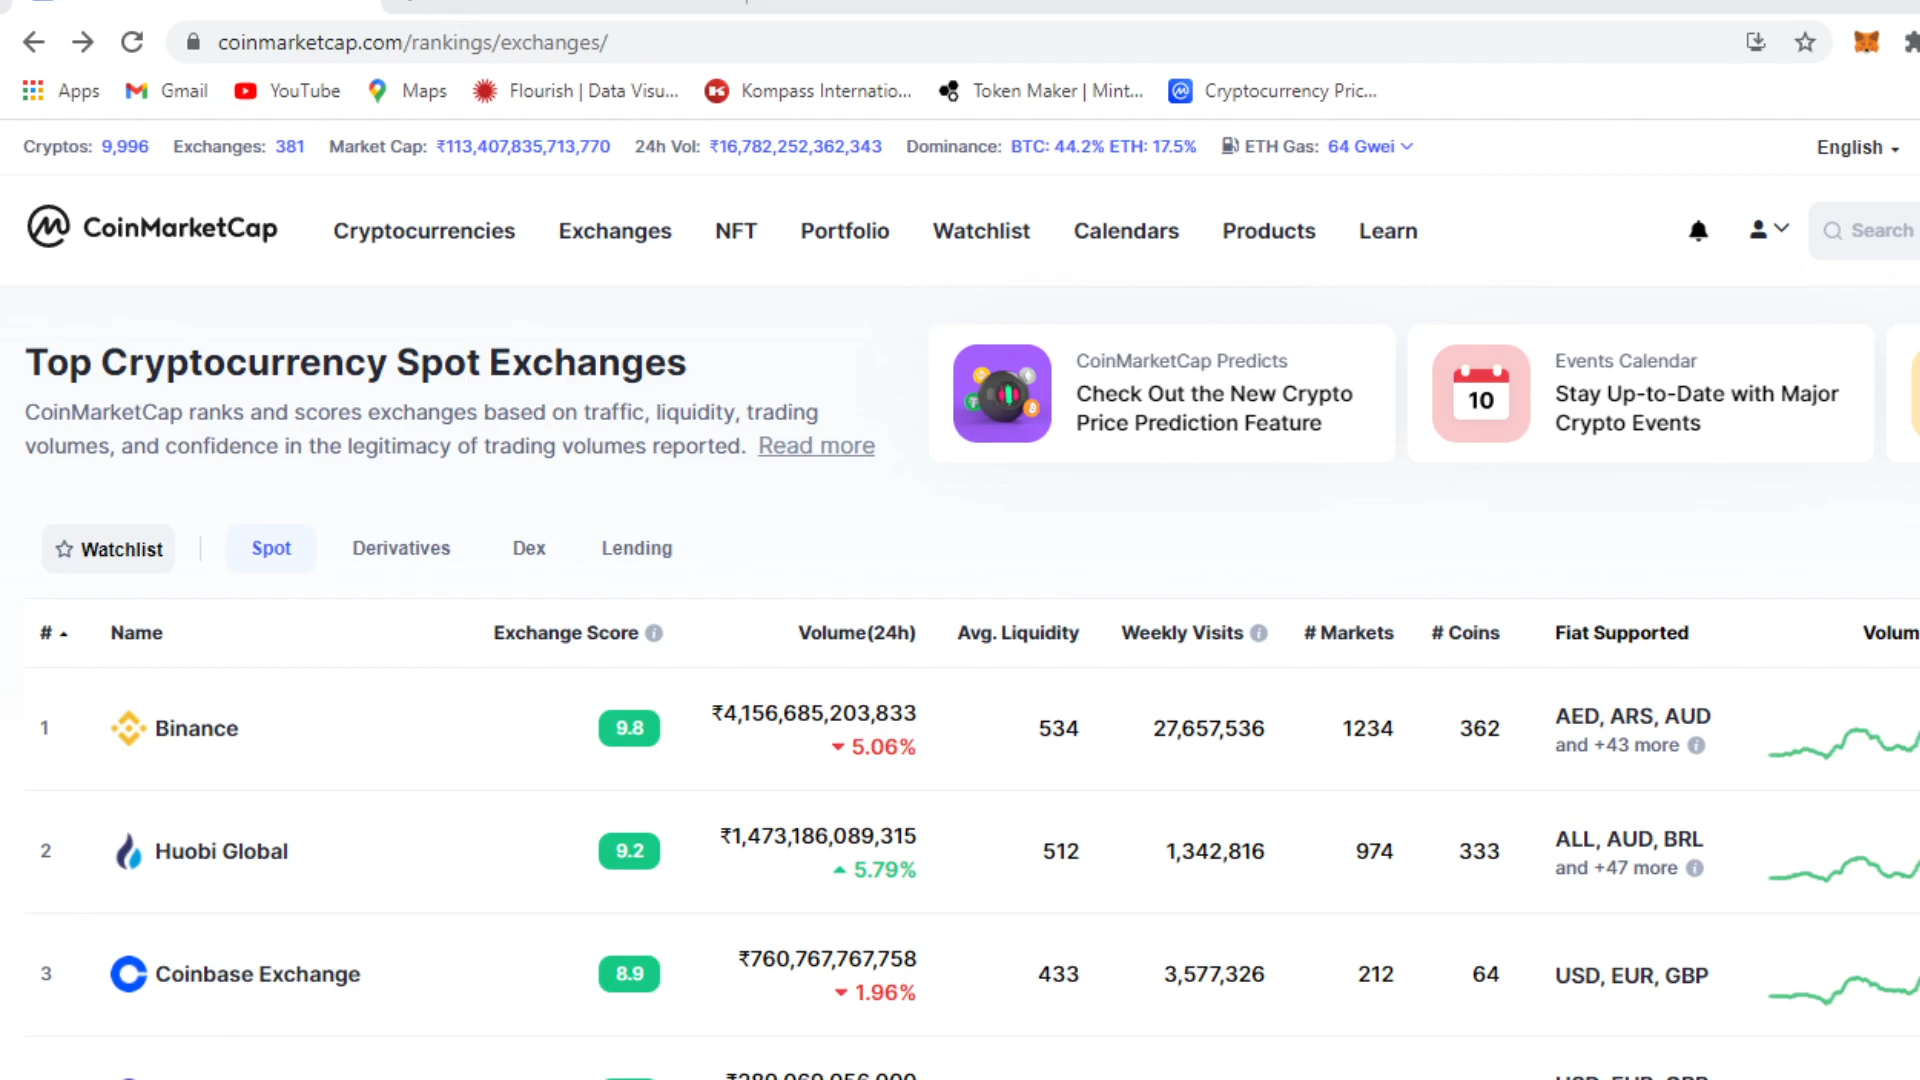 coinmarketcap.com/rankings/exchanges/
Apps Gmail YouTube Maps Flourish | Data Visu... Kompass Internatio... Token Maker | Mint... Cryptocurrency Pric...
Cryptos: 9,996 Exchanges: 381 Market Cap: ₹113,407,835,713,770 24h Vol: ₹16,782,252,362,343 Dominance: BTC: 44.2% ETH: 17.5% ETH Gas: 64 Gwei English
CoinMarketCap Cryptocurrencies Exchanges NFT Portfolio Watchlist Calendars Products Learn Search
Top Cryptocurrency Spot Exchanges
CoinMarketCap ranks and scores exchanges based on traffic, liquidity, trading
volumes, and confidence in the legitimacy of trading volumes reported. Read more
CoinMarketCap Predicts
Check Out the New Crypto
Price Prediction Feature
10
Events Calendar
Stay Up-to-Date with Major
Crypto Events
Watchlist Spot Derivatives Dex Lending
# Name Exchange Score Volume(24h) Avg. Liquidity Weekly Visits # Markets # Coins Fiat Supported Volum
1 Binance 9.8 ₹4,156,685,203,833 534 27,657,536 1234 362 AED, ARS, AUD
5.06% and +43 more
2 Huobi Global 9.2 ₹1,473,186,089,315 512 1,342,816 974 333 ALL, AUD, BRL
5.79% and +47 more
3 Coinbase Exchange 8.9 ₹760,767,767,758 433 3,577,326 212 64 USD, EUR, GBP
1.96%